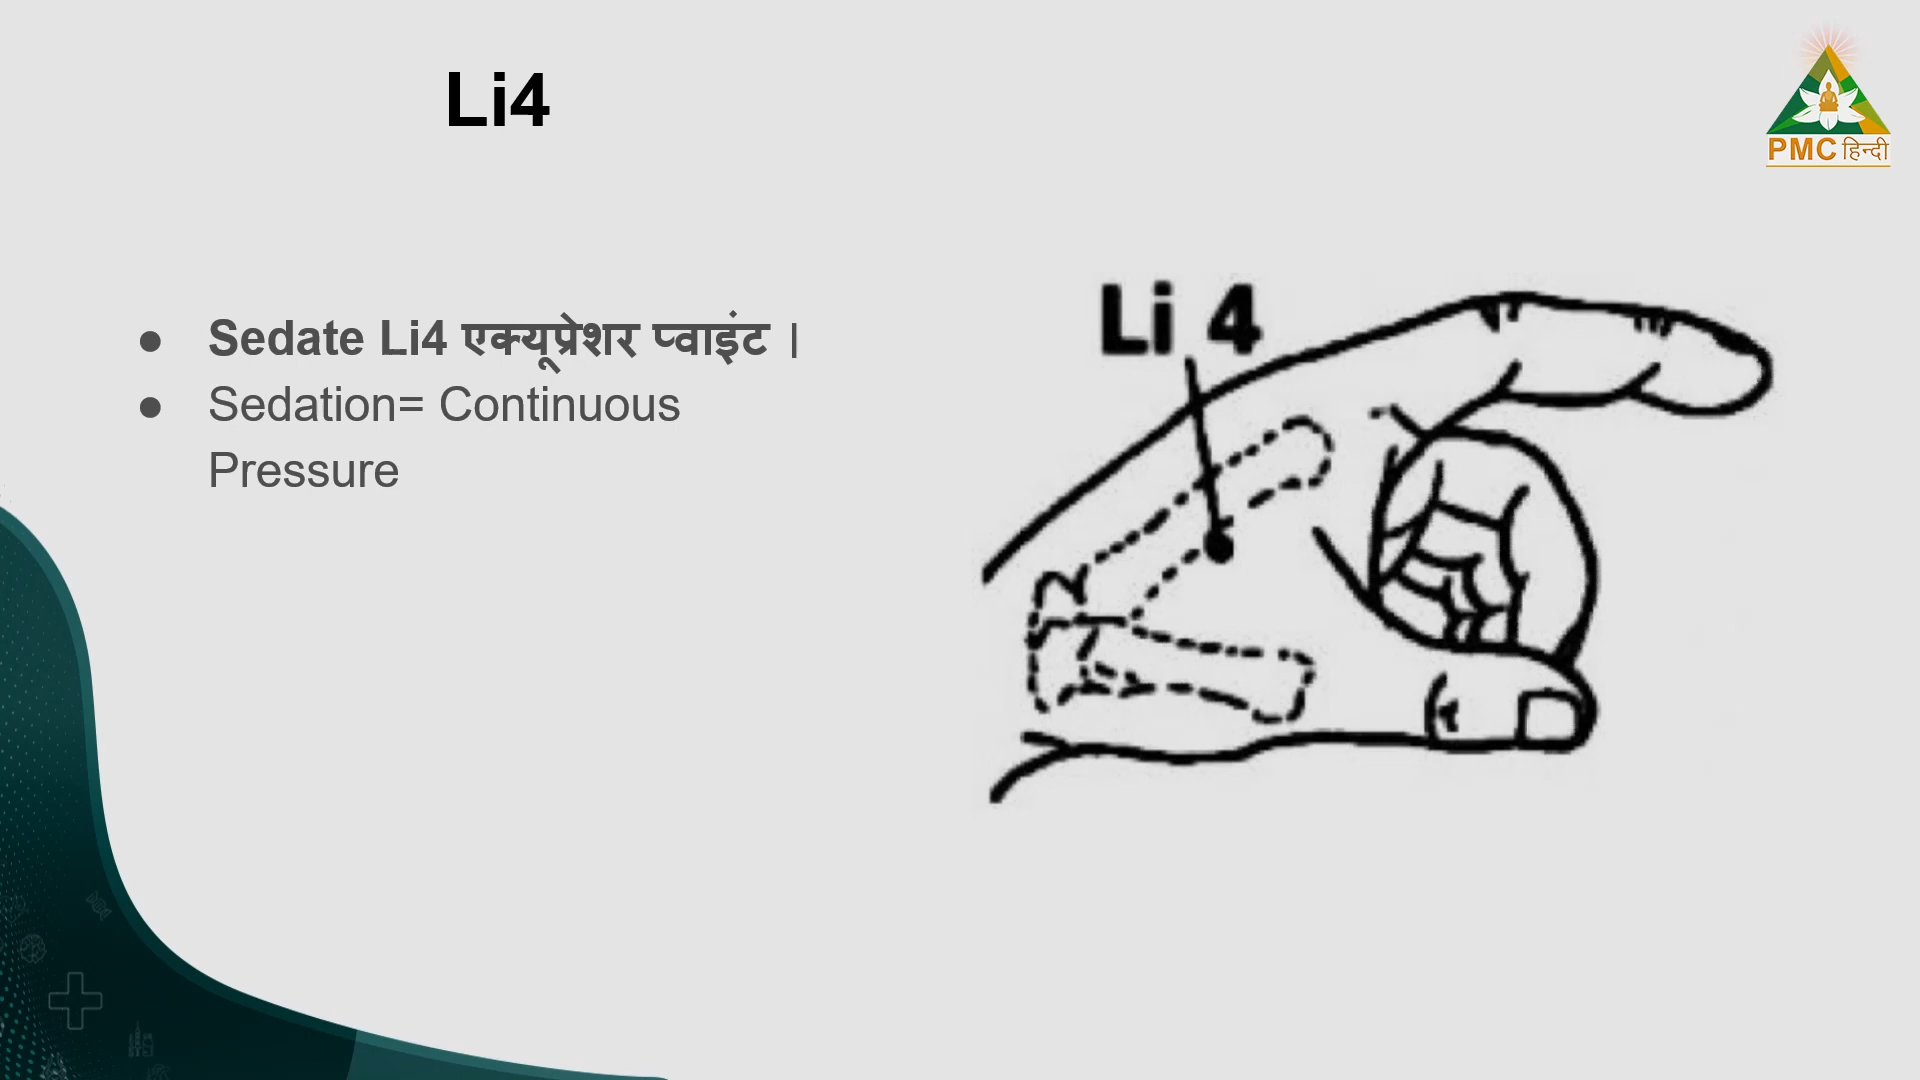 Li4
PMC हिन्दी
● Sedate Li4 एक्यूप्रेशर प्वाइंट ।
● Sedation= Continuous
Pressure
Li 4